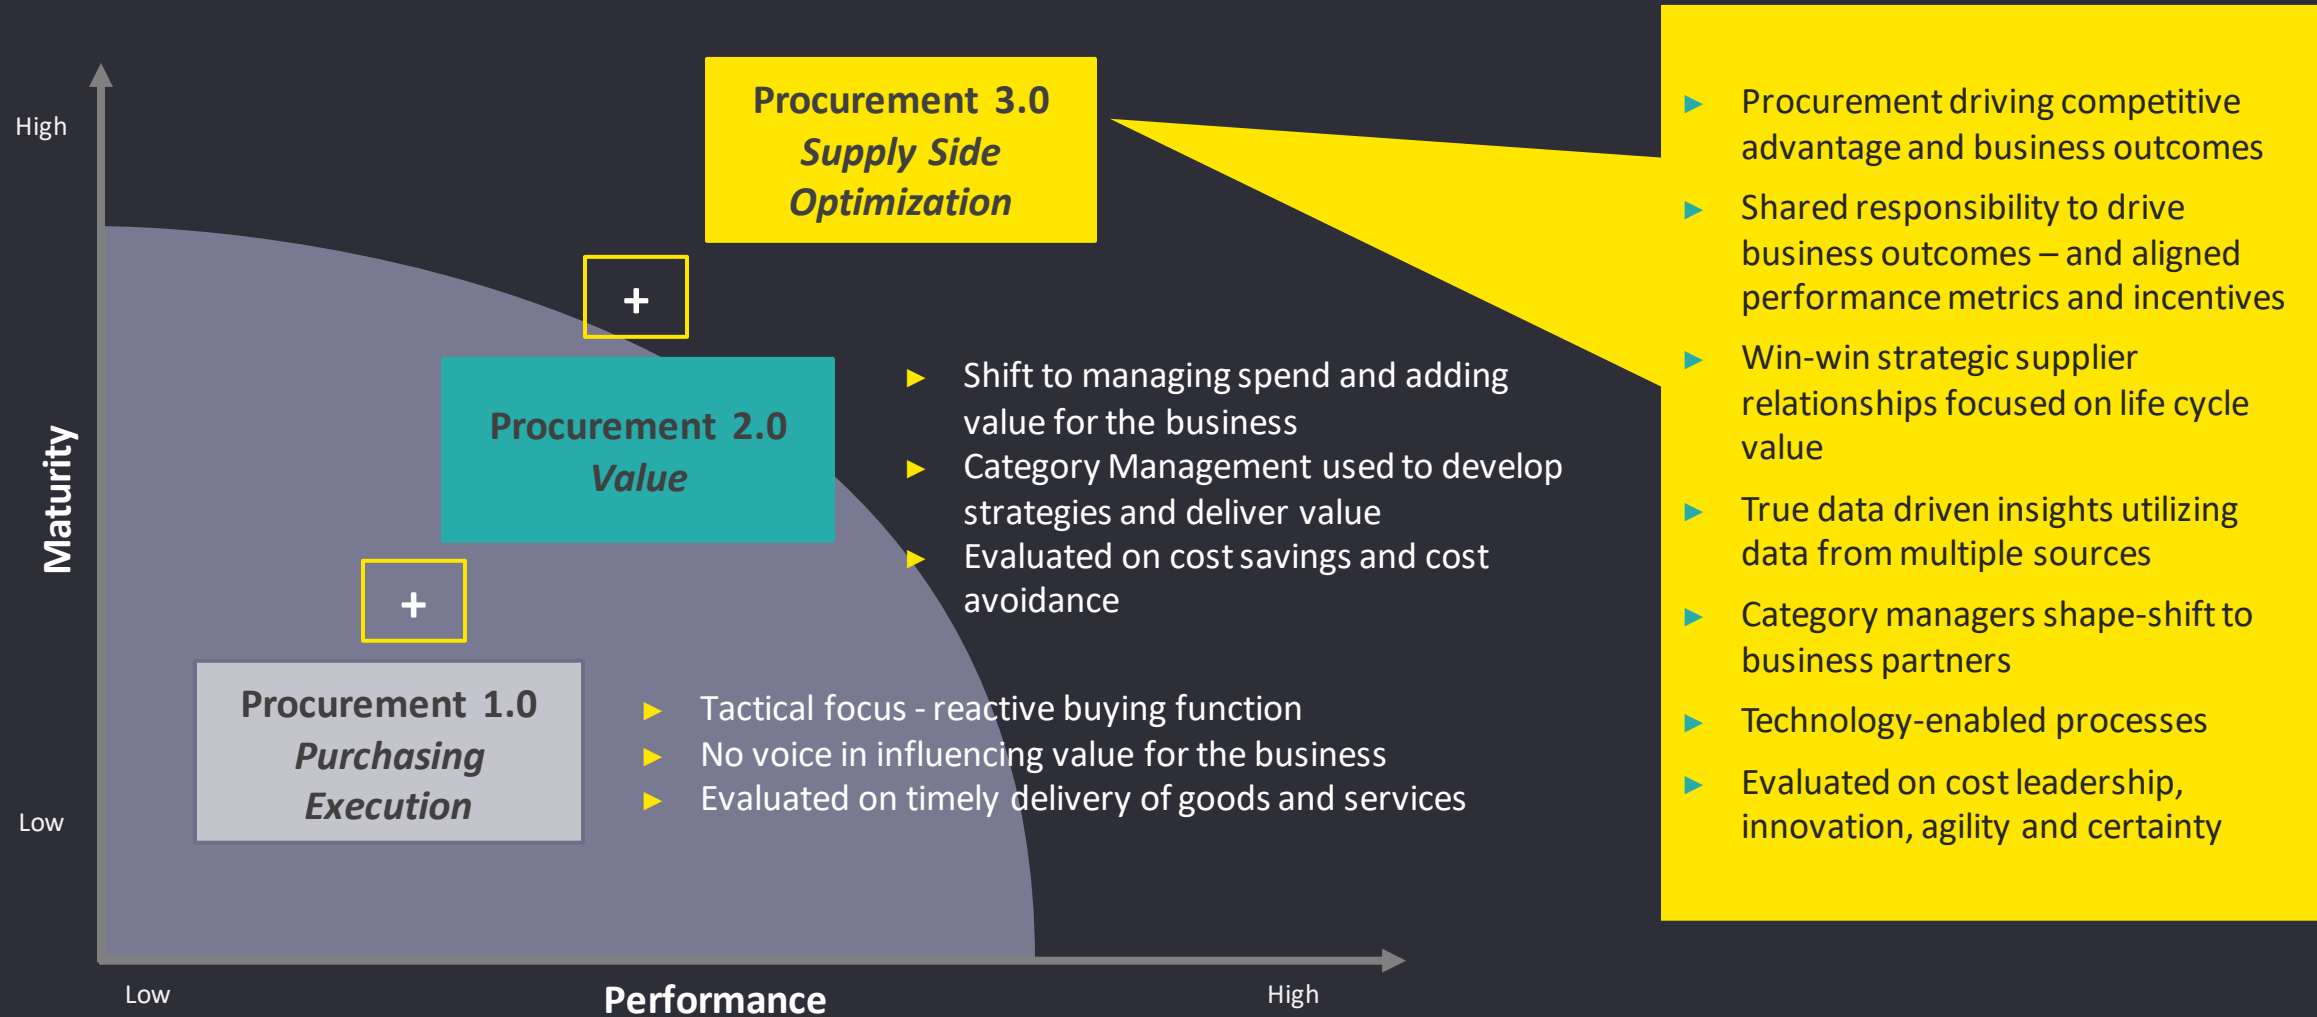 High
Procurement 3.0
Supply Side
Optimization
+
Procurement 2.0
Value
► Shift to managing spend and adding
value for the business
► Category Management used to develop
strategies and deliver value
► Evaluated on cost savings and cost
avoidance
Maturity
+
Procurement 1.0
Purchasing
Execution
► Tactical focus - reactive buying function
► No voice in influencing value for the business
► Evaluated on timely delivery of goods and services
Low
Low
Performance
High
► Procurement driving competitive
advantage and business outcomes
► Shared responsibility to drive
business outcomes – and aligned
performance metrics and incentives
► Win-win strategic supplier
relationships focused on life cycle
value
► True data driven insights utilizing
data from multiple sources
► Category managers shape-shift to
business partners
► Technology-enabled processes
► Evaluated on cost leadership,
innovation, agility and certainty